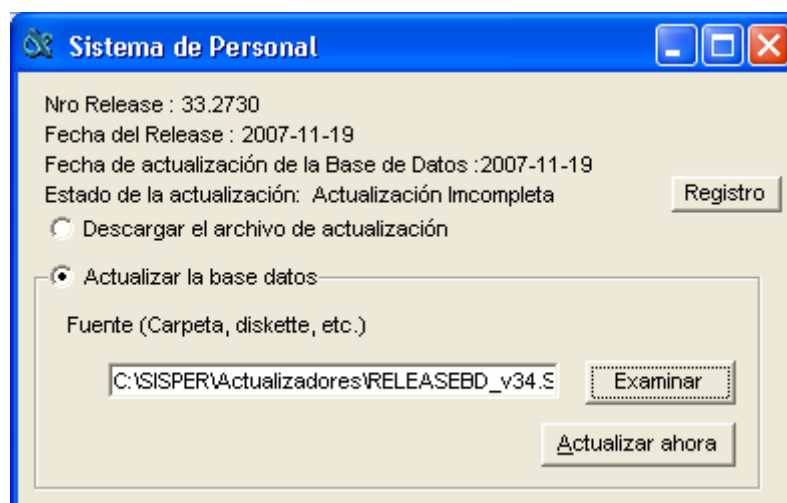 Sistema de Personal
Nro Release : 33.2730
Fecha del Release : 2007-11-19
Fecha de actualización de la Base de Datos :2007-11-19
Estado de la actualización: Actualización Imcompleta
Registro
Descargar el archivo de actualización
Actualizar la base datos
Fuente (Carpeta, diskette, etc.)
C:\SISPER\Actualizadores\RELEASEBD_v34.S
Examinar
Actualizar ahora